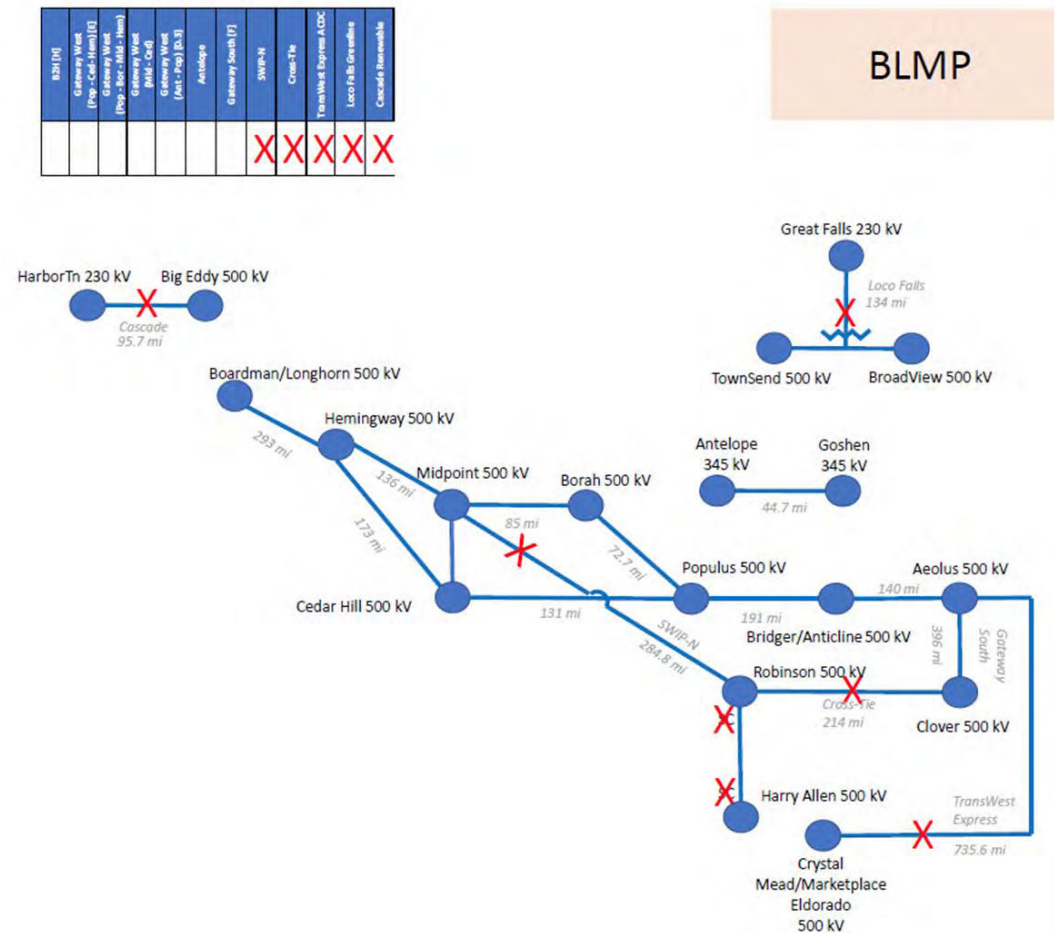 B2H [H]
Gateway West
(Pop - Ced- Hem) [E]
Gateway West
(Pop - Bor - Mid - Hem)
Gateway West
(Mid - Ced)
Gateway West
(Ant - Pop) [D.3]
Antelope
Gateway South [F]
SWIP-N
Cross-Tie
TransWest Express ACDC
Loco Falls Greenline
Cascade Renewable
X X X X X
BLMP
Great Falls 230 kV
Loco Falls
134 mi
TownSend 500 kV
BroadView 500 kV
HarborTn 230 kV
Big Eddy 500 kV
Cascade
95.7 mi
Boardman/Longhorn 500 kV
293 mi
Hemingway 500 kV
136 mi
173 mi
Midpoint 500 kV
85 mi
Borah 500 kV
72.7 mi
Antelope
345 kV
Goshen
345 kV
44.7 mi
Cedar Hill 500 kV
131 mi
Populus 500 kV
191 mi
Bridger/Anticline 500 kV
140 mi
Aeolus 500 kV
396 mi
Gateway
South
SWIP-N
284.8 mi
Robinson 500 kV
Cross-Tie
214 mi
Clover 500 kV
SC
SC
Harry Allen 500 kV
TransWest
Express
735.6 mi
Crystal
Mead/Marketplace
Eldorado
500 kV